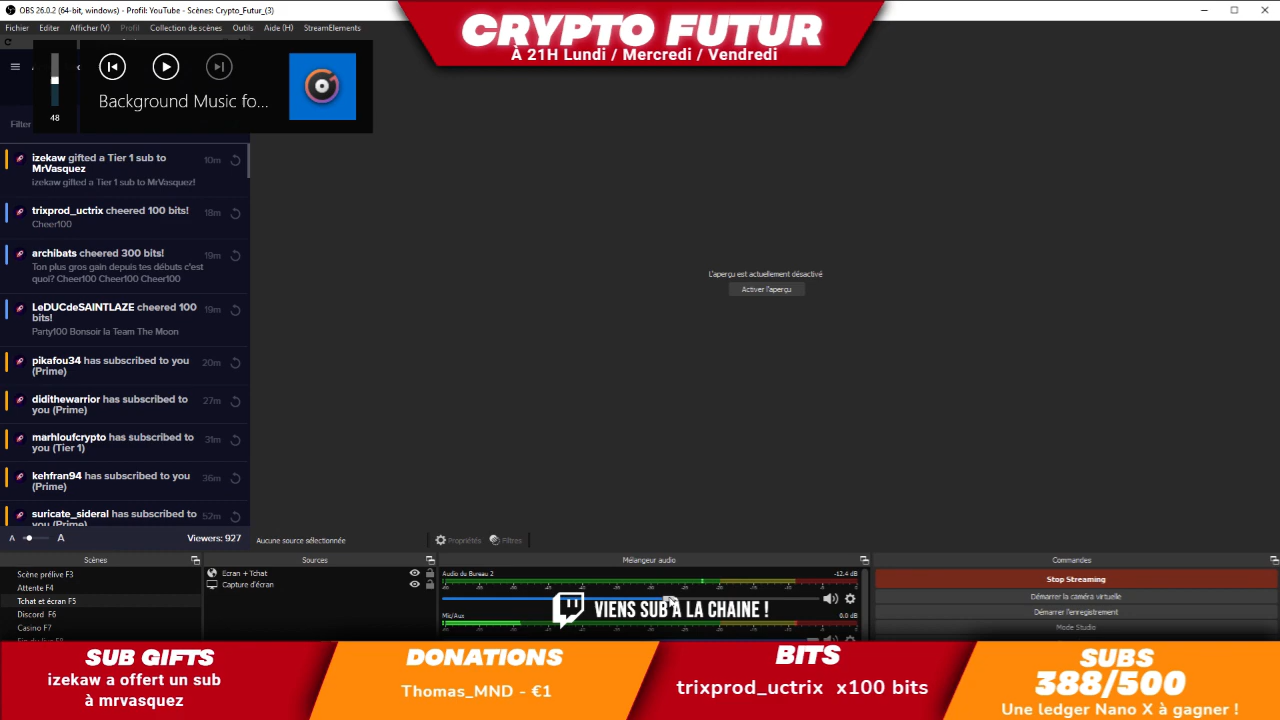 OBS 26.0.2 (64-bit, windows) - Profil: YouTube - Scènes: Crypto_Futur_(3)
Fichier Editer Afficher (V) Profil Collection de scènes Outils Aide (H) StreamElements
CRYPTO FUTUR
À 21H Lundi / Mercredi / Vendredi
48
Background Music fo...
Filter
izekaw gifted a Tier 1 sub to
MrVasquez
10m
izekaw gifted a Tier 1 sub to MrVasquez!
trixprod_uctrix cheered 100 bits!
18m
Cheer100
archibats cheered 300 bits!
19m
Ton plus gros gain depuis tes débuts c'est
quoi? Cheer100 Cheer100 Cheer100
LeDUCdeSAINTLAZE cheered 100
bits!
19m
Party100 Bonsoir la Team The Moon
pikafou34 has subscribed to you
(Prime)
20m
didithewarrior has subscribed to
you (Prime)
27m
marhloufcrypto has subscribed to
you (Tier 1)
31m
kehfran94 has subscribed to you
(Prime)
36m
suricate_sideral has subscribed to
you (Prime)
52m
A A Viewers: 927
L'aperçu est actuellement désactivé
Activer l'aperçu
Aucune source sélectionnée
Propriétés Filtres
Scènes
Scène prélive F3
Attente F4
Tchat et écran F5
Discord F6
Casino F7
Sources
Ecran +Tchat
Capture d'écran
Mélangeur audio
Audio du Bureau 2 -12.4 dB
Mic/Aux 0.0 dB
VIENS SUB À LA CHAINE !
Commandes
Stop Streaming
Démarrer la caméra virtuelle
Démarrer l'enregistrement
Mode Studio
SUB GIFTS
izekaw a offert un sub
à mrvasquez
DONATIONS
Thomas_MND - €1
BITS
trixprod_uctrix x100 bits
SUBS
388/500
Une ledger Nano X à gagner !